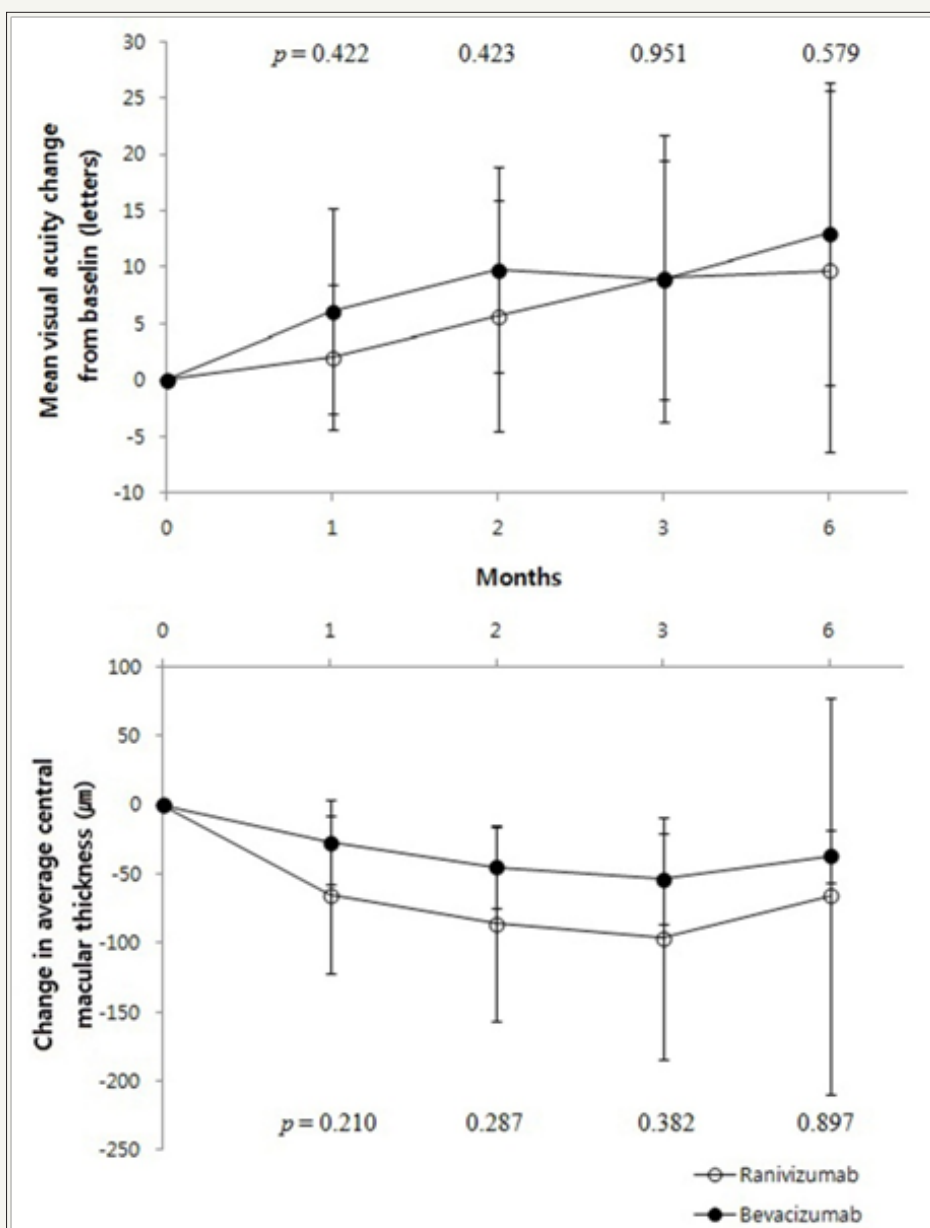 30
p = 0.422 0.423 0.951 0.579
25
20
15
10
5
0
-5
-10
Mean visual acuity change
from baselin (letters)
0 1 2 3 6
Months
0 1 2 3 6
100
50
0
-50
-100
-150
-200
-250
Change in average central
macular thickness (㎛)
p = 0.210 0.287 0.382 0.897
Ranivizumab
Bevacizumab